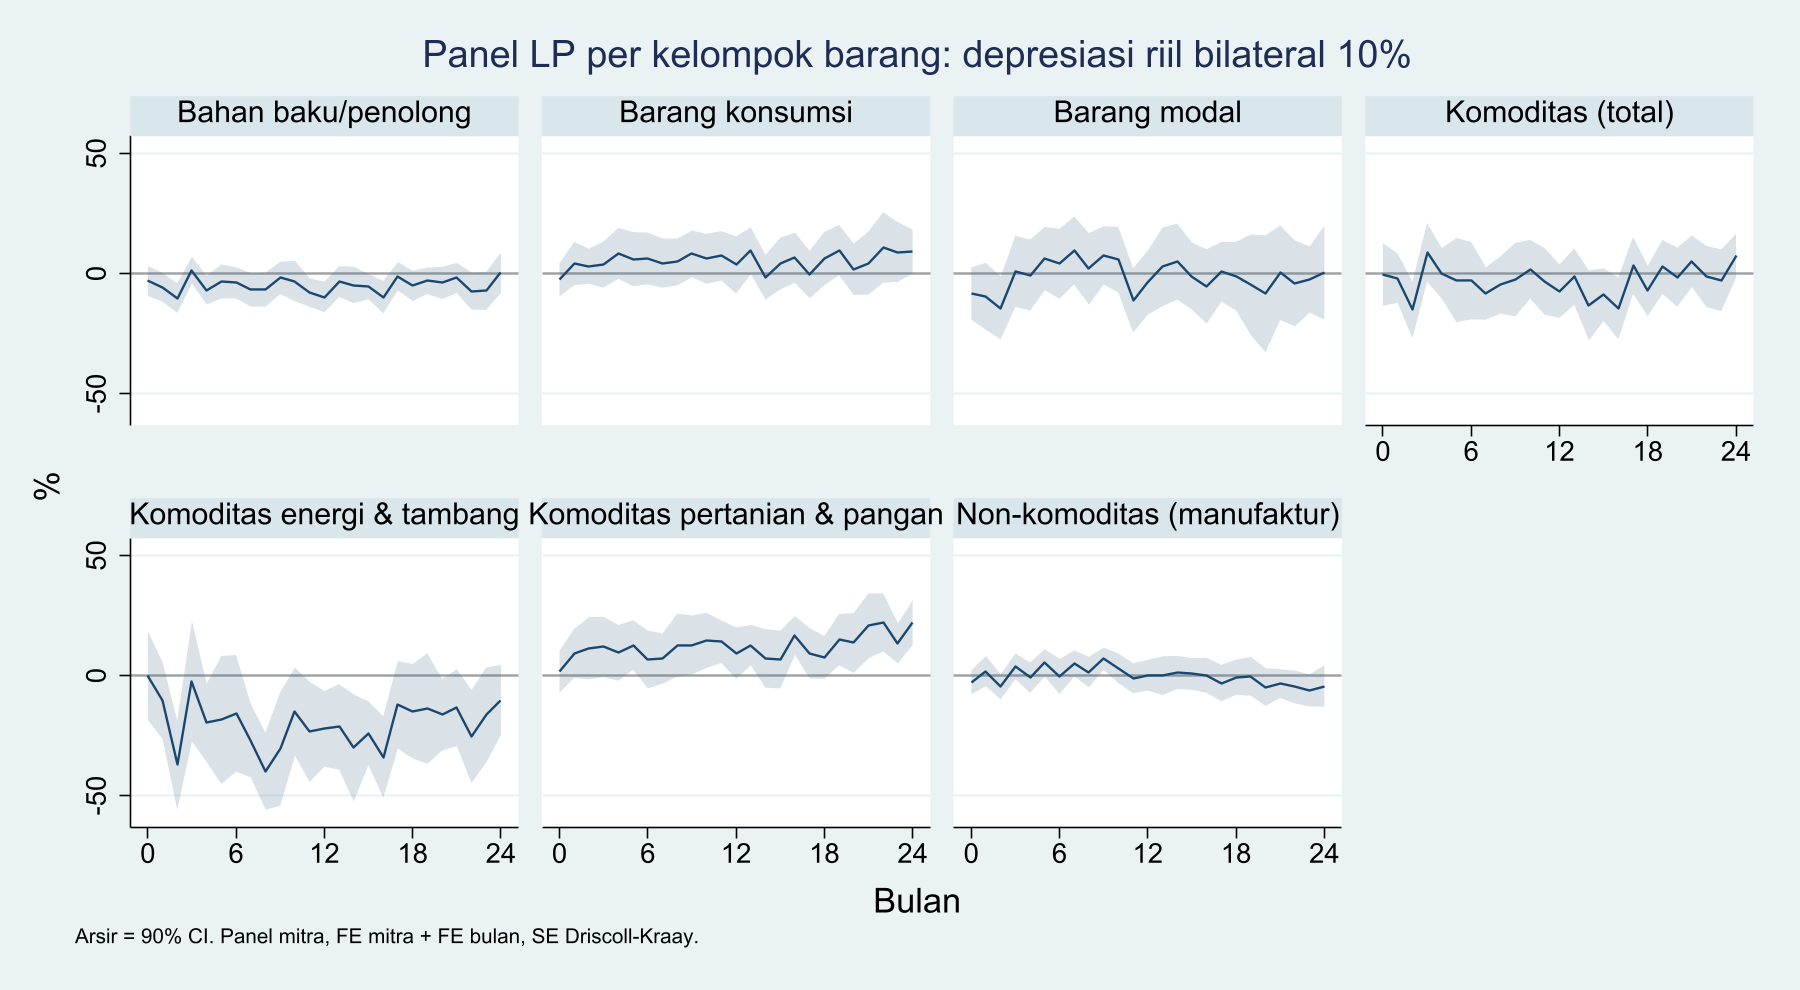 Panel LP per kelompok barang: depresiasi riil bilateral 10%
Bahan baku/penolong
Barang konsumsi
Barang modal
Komoditas (total)
50
0
-50
0 6 12 18 24
%
Komoditas energi & tambang
Komoditas pertanian & pangan
Non-komoditas (manufaktur)
50
0
-50
0 6 12 18 24
0 6 12 18 24
0 6 12 18 24
Bulan
Arsir = 90% CI. Panel mitra, FE mitra + FE bulan, SE Driscoll-Kraay.